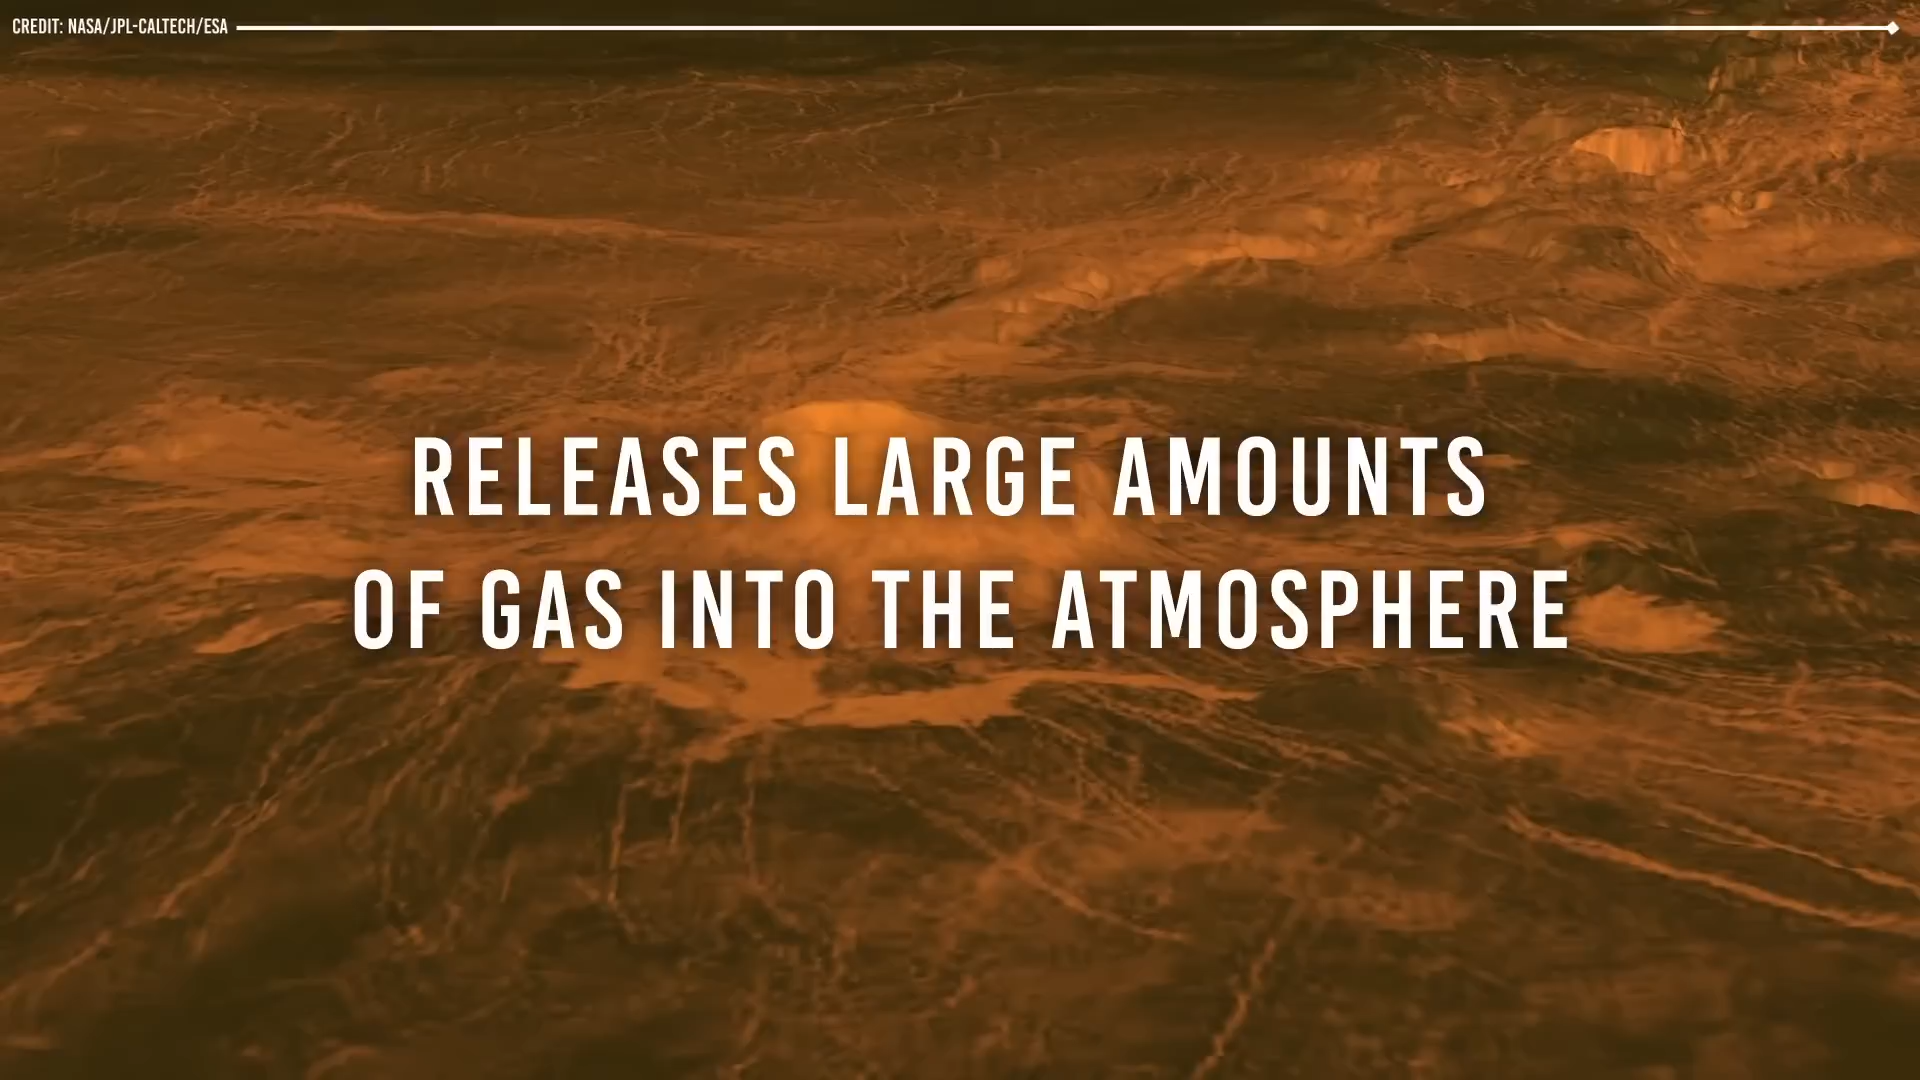 CREDIT: NASA/JPL-CALTECH/ESA
RELEASES LARGE AMOUNTS
OF GAS INTO THE ATMOSPHERE